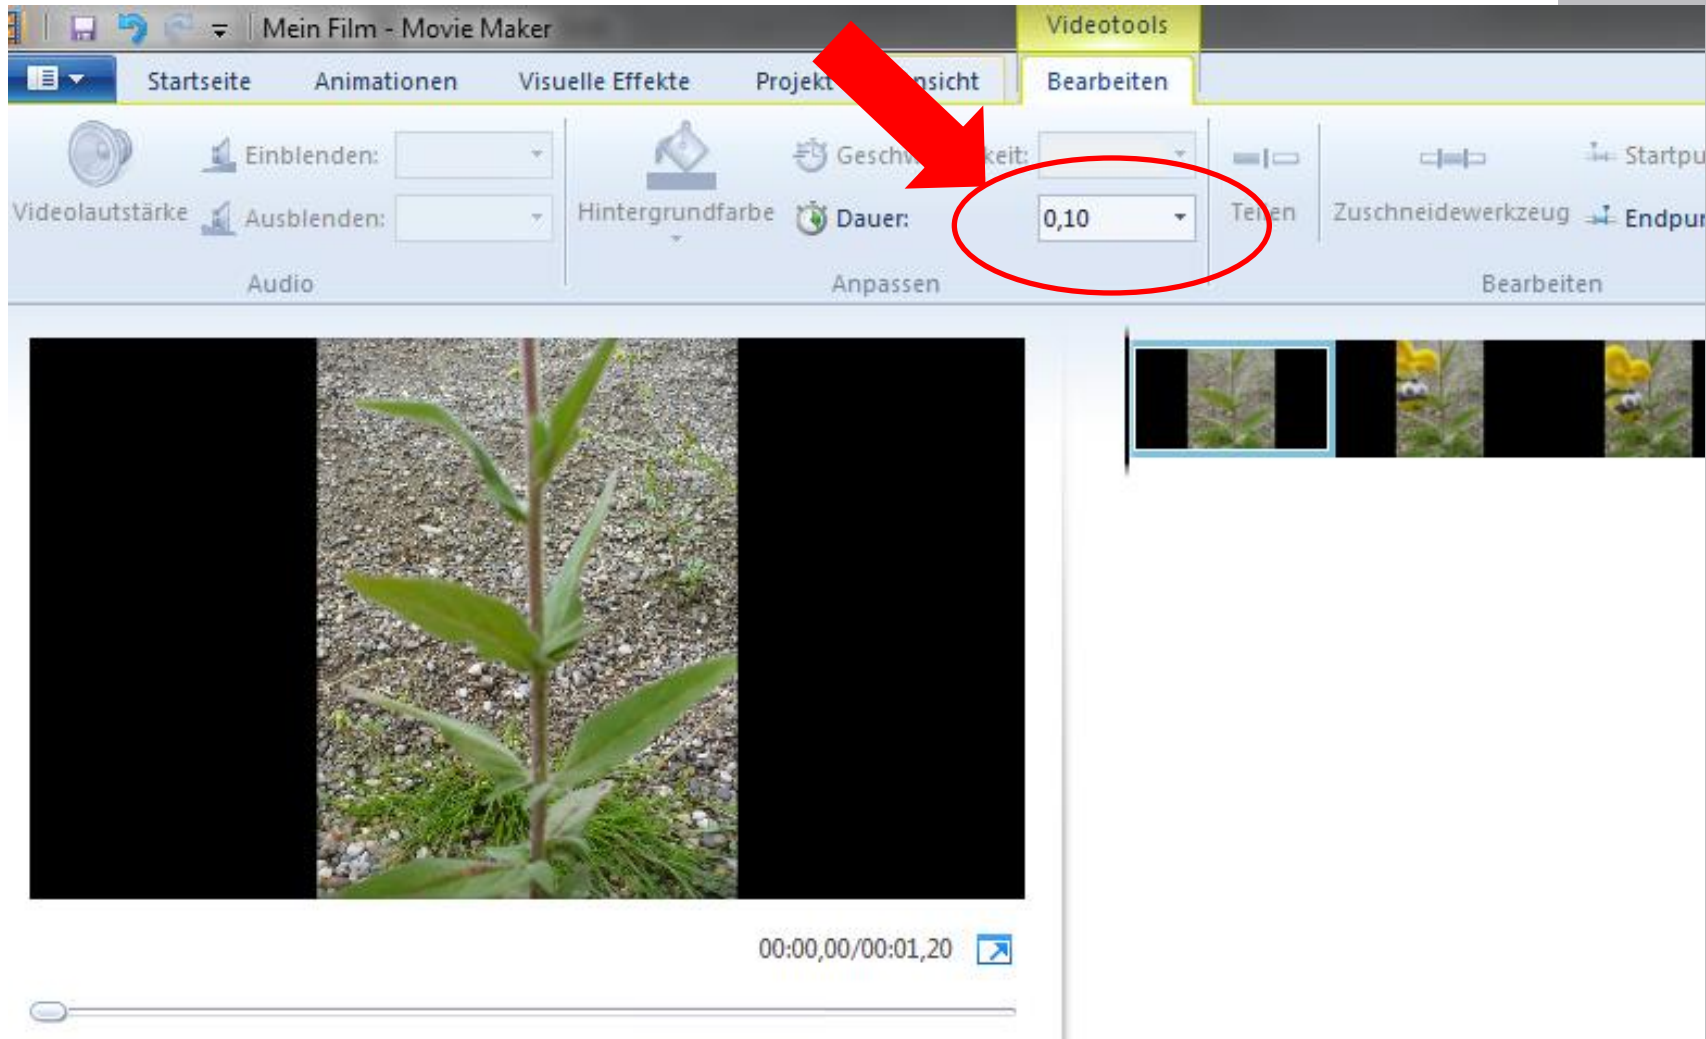 Mein Film - Movie Maker
Videotools
Startseite Animationen Visuelle Effekte Projekt Bearbeiten
Einblenden:
Videolautstärke Ausblenden:
Hintergrundfarbe
Dauer: 0,10
Zuschneidewerkzeug
Audio Anpassen Bearbeiten
00:00,00/00:01,20